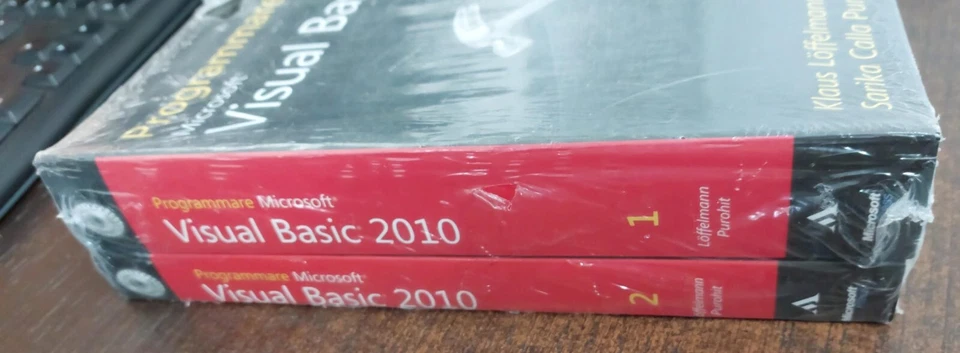 Programmare
Microsoft
Visual Ba
Klaus Löffelmann
Sarika Calla Pur
Programmare Microsoft
Visual Basic 2010
1
Löffelmann
Purohit
Microsoft
Programmare Microsoft
Visual Basic 2010
2
Löffelmann
Purohit
Microsoft